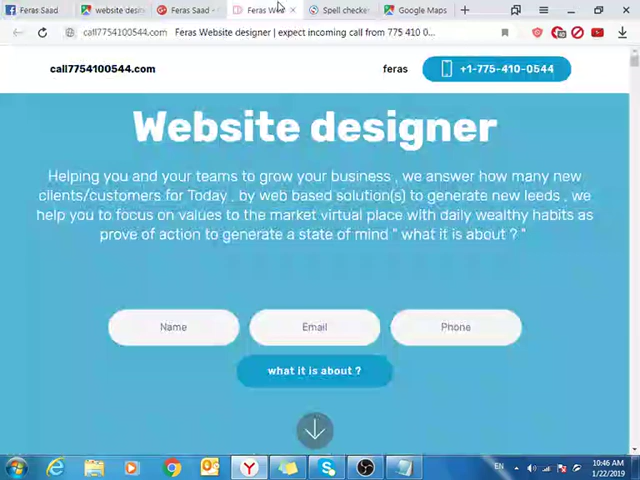 Feras Saad
website desi
Feras Saad -
Feras We
Spell checke
Google Maps
call7754100544.com
Feras Website designer | expect incoming call from 775 410 0...
call7754100544.com
feras
+1-775-410-0544
Website designer
Helping you and your teams to grow your business , we answer how many new
clients/customers for Today , by web based solution(s) to generate new leeds , we
help you to focus on values to the market virtual place with daily wealthy habits as
prove of action to generate a state of mind " what it is about ? "
Name
Email
Phone
what it is about ?
EN
10:46 AM
1/22/2019